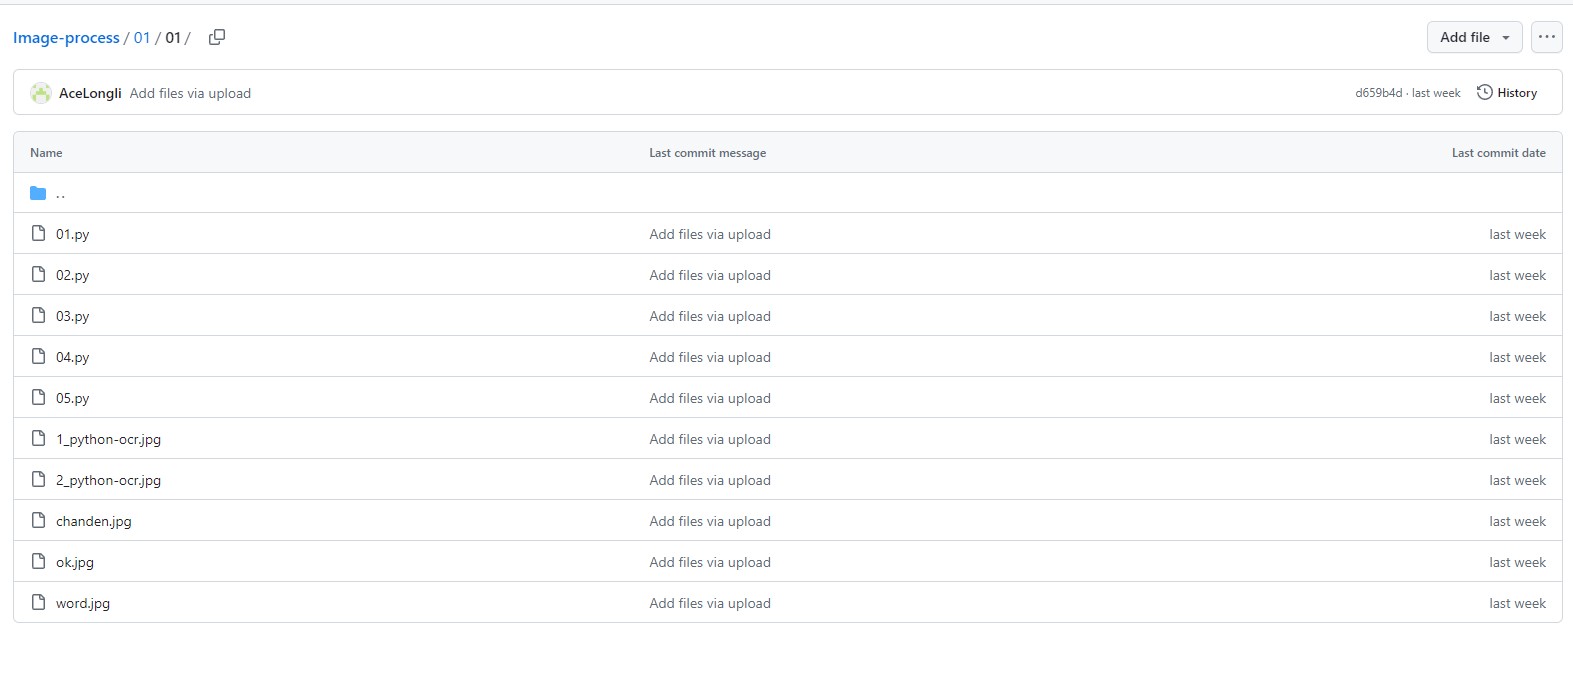 Image-process / 01 / 01 /
Add file
AceLongli Add files via upload d659b4d · last week History
Name Last commit message Last commit date
..
01.py Add files via upload last week
02.py Add files via upload last week
03.py Add files via upload last week
04.py Add files via upload last week
05.py Add files via upload last week
1_python-ocr.jpg Add files via upload last week
2_python-ocr.jpg Add files via upload last week
chanden.jpg Add files via upload last week
ok.jpg Add files via upload last week
word.jpg Add files via upload last week